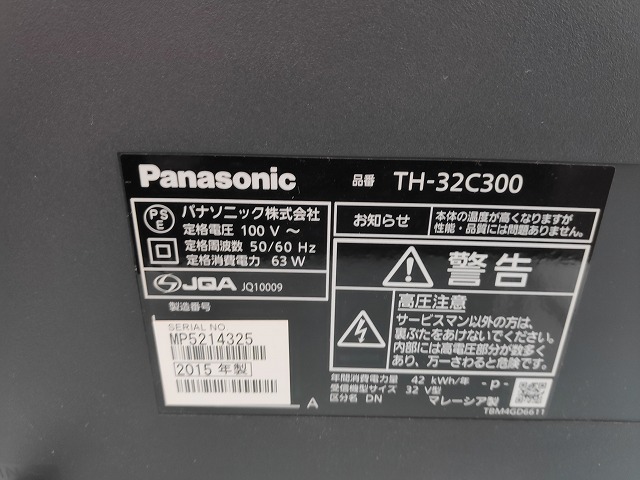 Panasonic
品番 TH-32C300
PS
E
パナソニック株式会社
定格電圧 100 V ～
定格周波数 50/60 Hz
定格消費電力 63 W
JQA JQ10009
お知らせ
本体の温度が高くなりますが
性能・品質には問題ありません。
警告
高圧注意
サービスマン以外の方は、
裏ぶたをあけないでください。
内部には高電圧部分が数多く
あり、万一さわると危険です。
製造番号
SERIAL NO.
MP5214325
2015 年製
A
年間消費電力量 42 kWh/年
受信機型サイズ 32 V型
区分名 DN
-p-
マレーシア製
TBM4GD6611